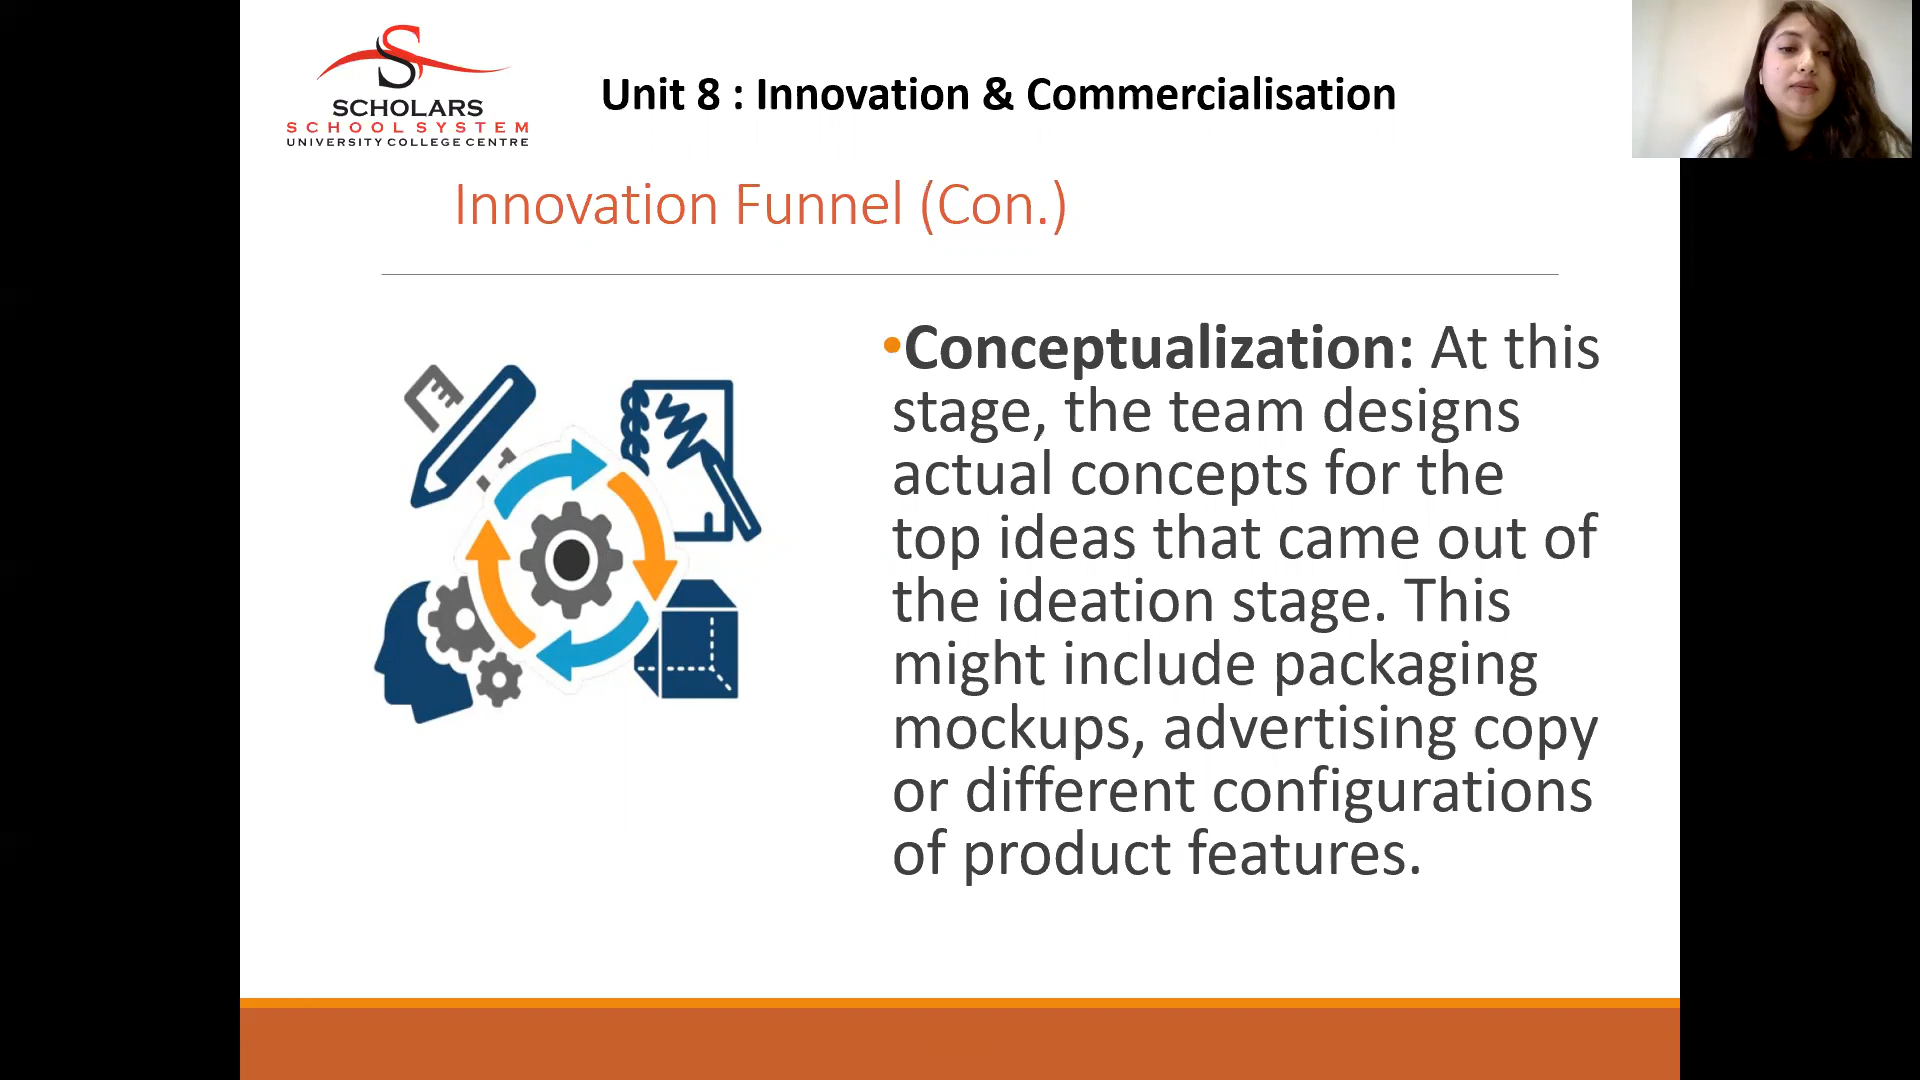 SCHOLARS
SCHOOL SYSTEM
UNIVERSITY COLLEGE CENTRE
Unit 8 : Innovation & Commercialisation
Innovation Funnel (Con.)
•Conceptualization: At this
stage, the team designs
actual concepts for the
top ideas that came out of
the ideation stage. This
might include packaging
mockups, advertising copy
or different configurations
of product features.